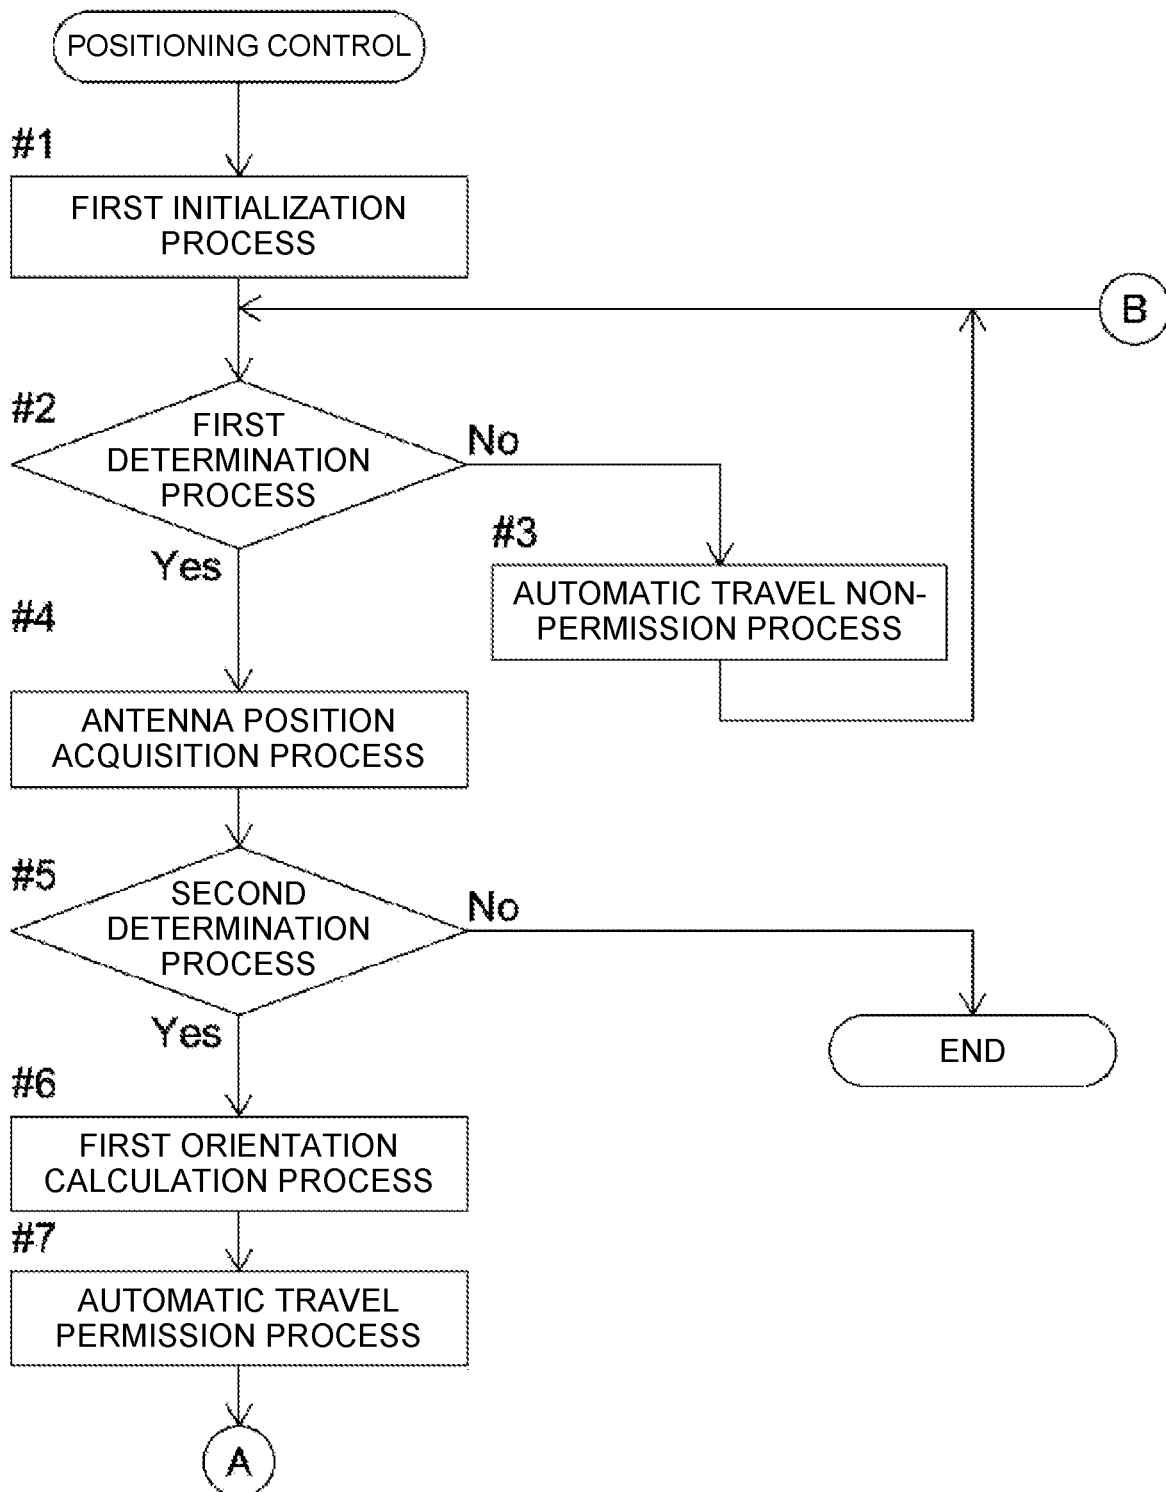 POSITIONING CONTROL
#1
FIRST INITIALIZATION
PROCESS
B
#2
FIRST
DETERMINATION
PROCESS
No
Yes
#3
AUTOMATIC TRAVEL NON-
PERMISSION PROCESS
#4
ANTENNA POSITION
ACQUISITION PROCESS
#5
SECOND
DETERMINATION
PROCESS
No
Yes
END
#6
FIRST ORIENTATION
CALCULATION PROCESS
#7
AUTOMATIC TRAVEL
PERMISSION PROCESS
A